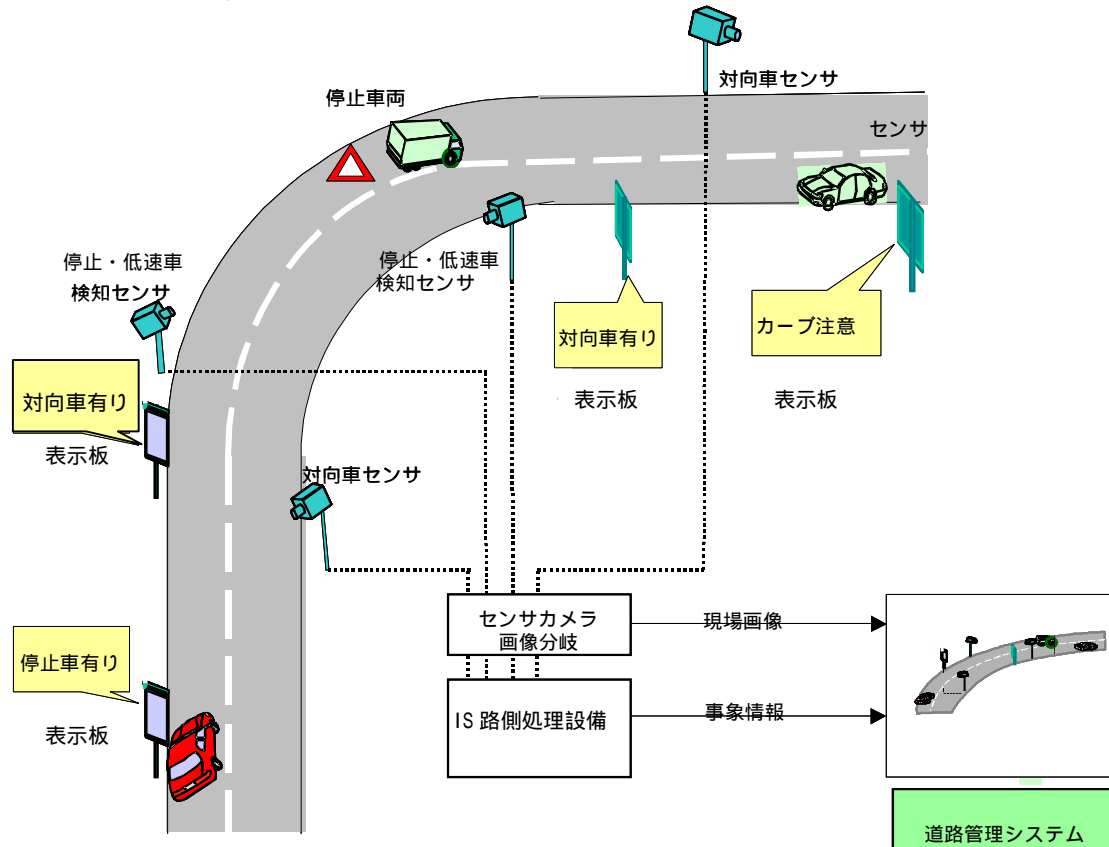 対向車センサ
停止車両
センサ
停止・低速車
検知センサ
停止・低速車
検知センサ
対向車有り
カーブ注意
表示板
表示板
対向車有り
表示板
対向車センサ
センサカメラ
画像分岐
現場画像
停止車有り
表示板
IS 路側処理設備
事象情報
道路管理システム